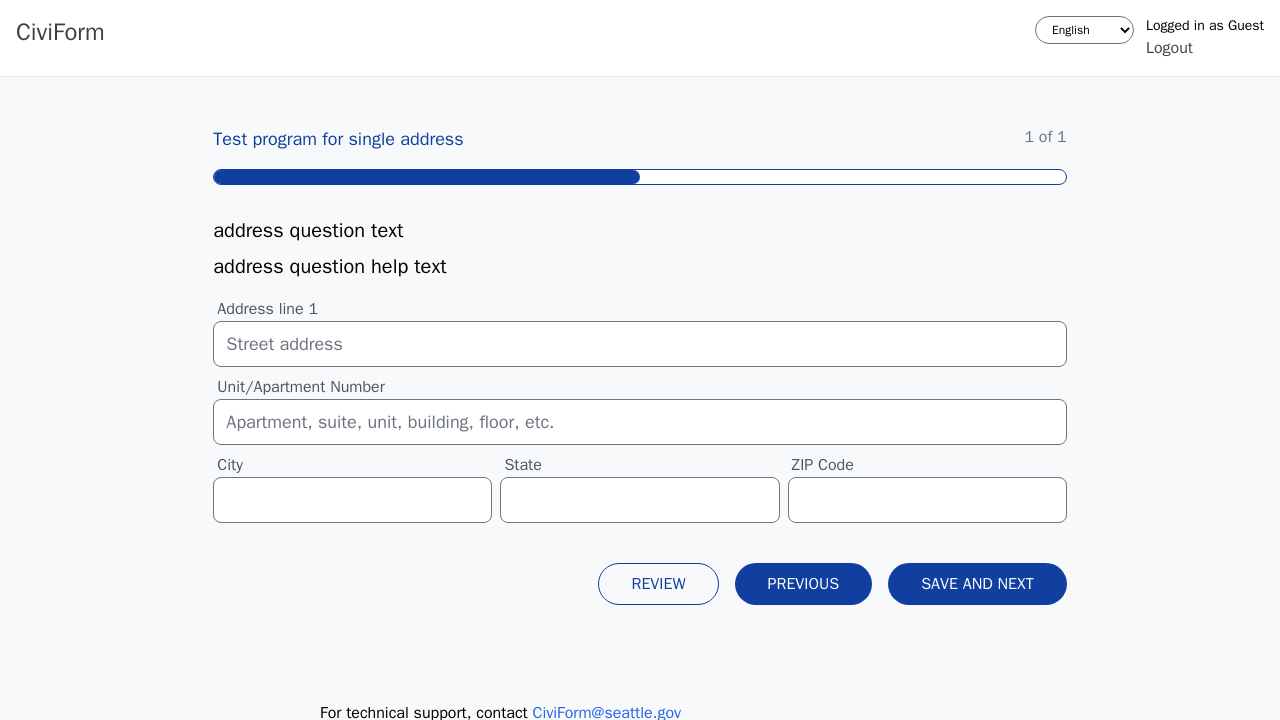 CiviForm
English
Logged in as Guest
Logout
Test program for single address
1 of 1
address question text
address question help text
Address line 1
Street address
Unit/Apartment Number
Apartment, suite, unit, building, floor, etc.
City State ZIP Code
REVIEW PREVIOUS SAVE AND NEXT
For technical support, contact CiviForm@seattle.gov